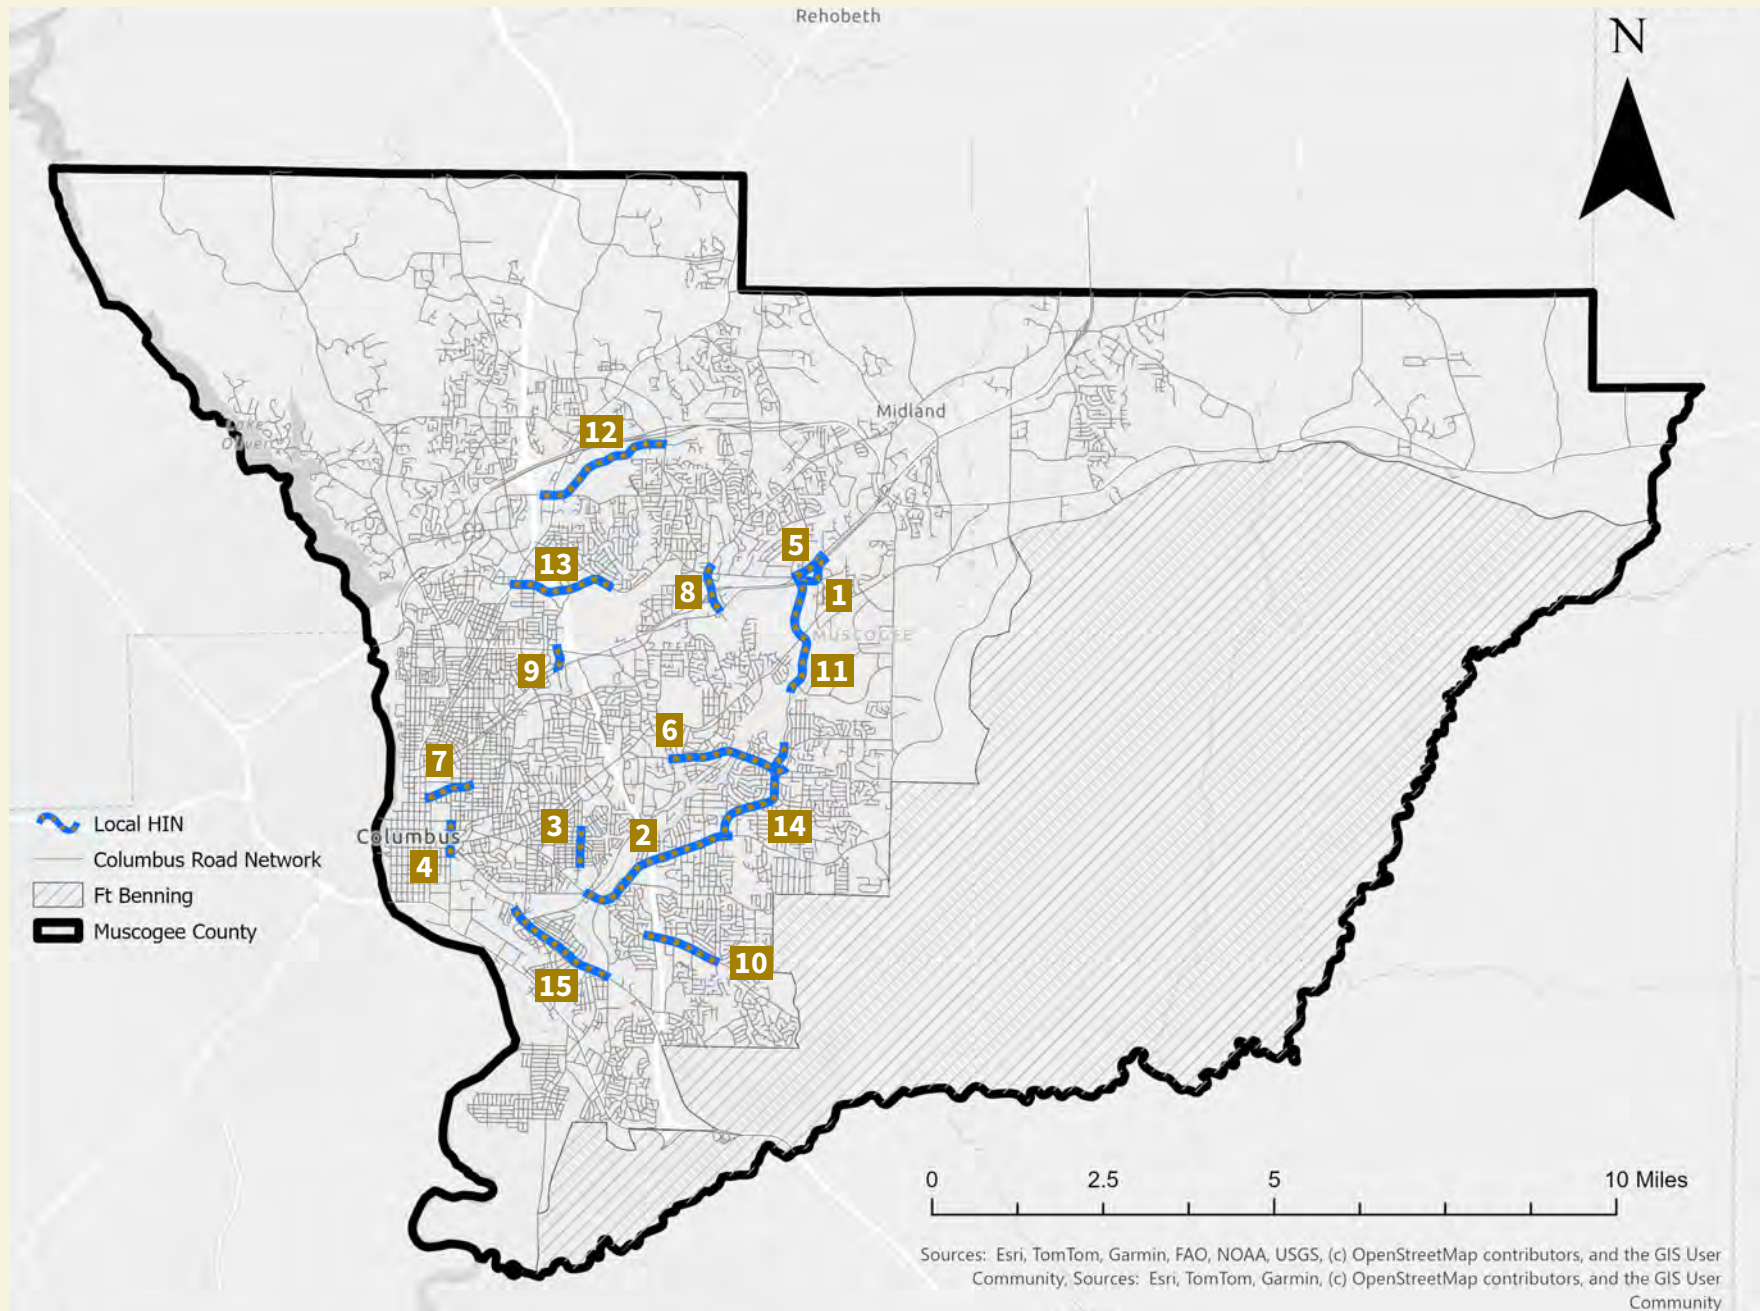 Rehobeth
N
Midland
12
5
13
8
1
MUSCOGEE
9
11
6
7
Local HIN
Columbus
3
2
14
Columbus Road Network
4
Ft Benning
Muscogee County
10
15
0 2.5 5 10 Miles
Sources: Esri, TomTom, Garmin, FAO, NOAA, USGS, (c) OpenStreetMap contributors, and the GIS User
Community, Sources: Esri, TomTom, Garmin, (c) OpenStreetMap contributors, and the GIS User
Community